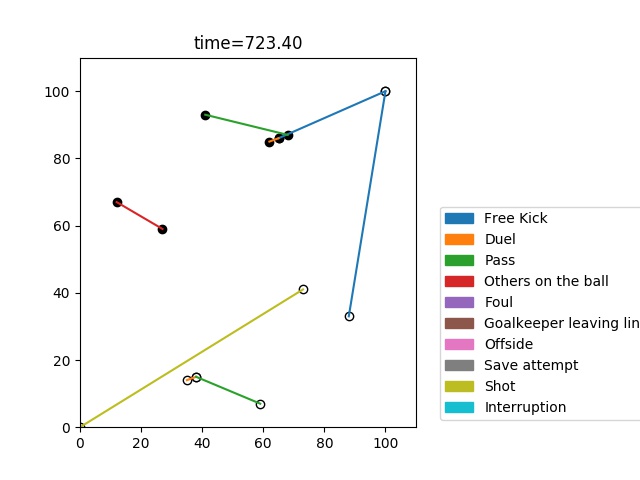 time=723.40
100
80
60
40
20
0
0 20 40 60 80 100
Free Kick
Duel
Pass
Others on the ball
Foul
Goalkeeper leaving lin
Offside
Save attempt
Shot
Interruption